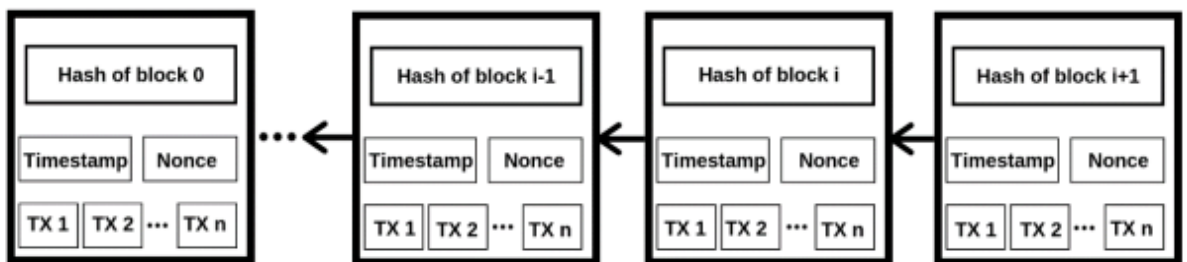 Hash of block 0
Timestamp Nonce
TX 1 TX 2 ••• TX n
•••
Hash of block i-1
Timestamp Nonce
TX 1 TX 2 ••• TX n
Hash of block i
Timestamp Nonce
TX 1 TX 2 ••• TX n
Hash of block i+1
Timestamp Nonce
TX 1 TX 2 ••• TX n